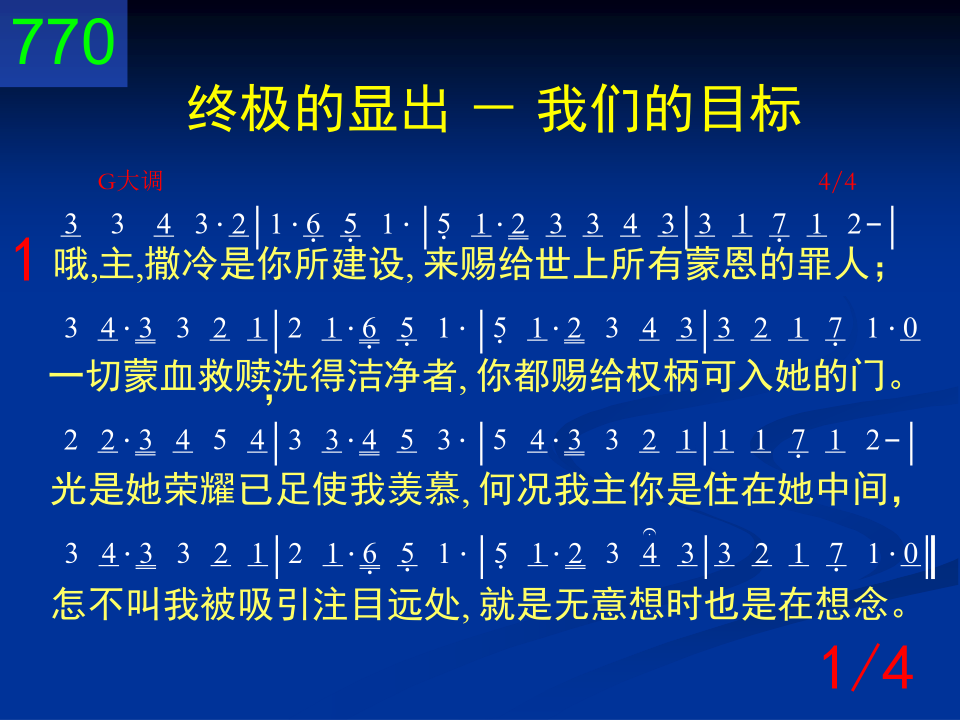 770
终极的显出 － 我们的目标
G大调 4/4
3 3 4 3·2|1·6 5 1·|5 1·2 3 3 4 3|3 1 7 1 2-|
1 哦,主,撒冷是你所建设, 来赐给世上所有蒙恩的罪人；
3 4·3 3 2 1|2 1·6 5 1·|5 1·2 3 4 3|3 2 1 7 1·0
一切蒙血救赎，洗得洁净者, 你都赐给权柄可入她的门。
2 2·3 4 5 4|3 3·4 5 3·|5 4·3 3 2 1|1 1 7 1 2-|
光是她荣耀已足使我羡慕, 何况我主你是住在她中间，
3 4·3 3 2 1|2 1·6 5 1·|5 1·2 3 4 3|3 2 1 7 1·0‖
怎不叫我被吸引注目远处, 就是无意想时也是在想念。
1/4